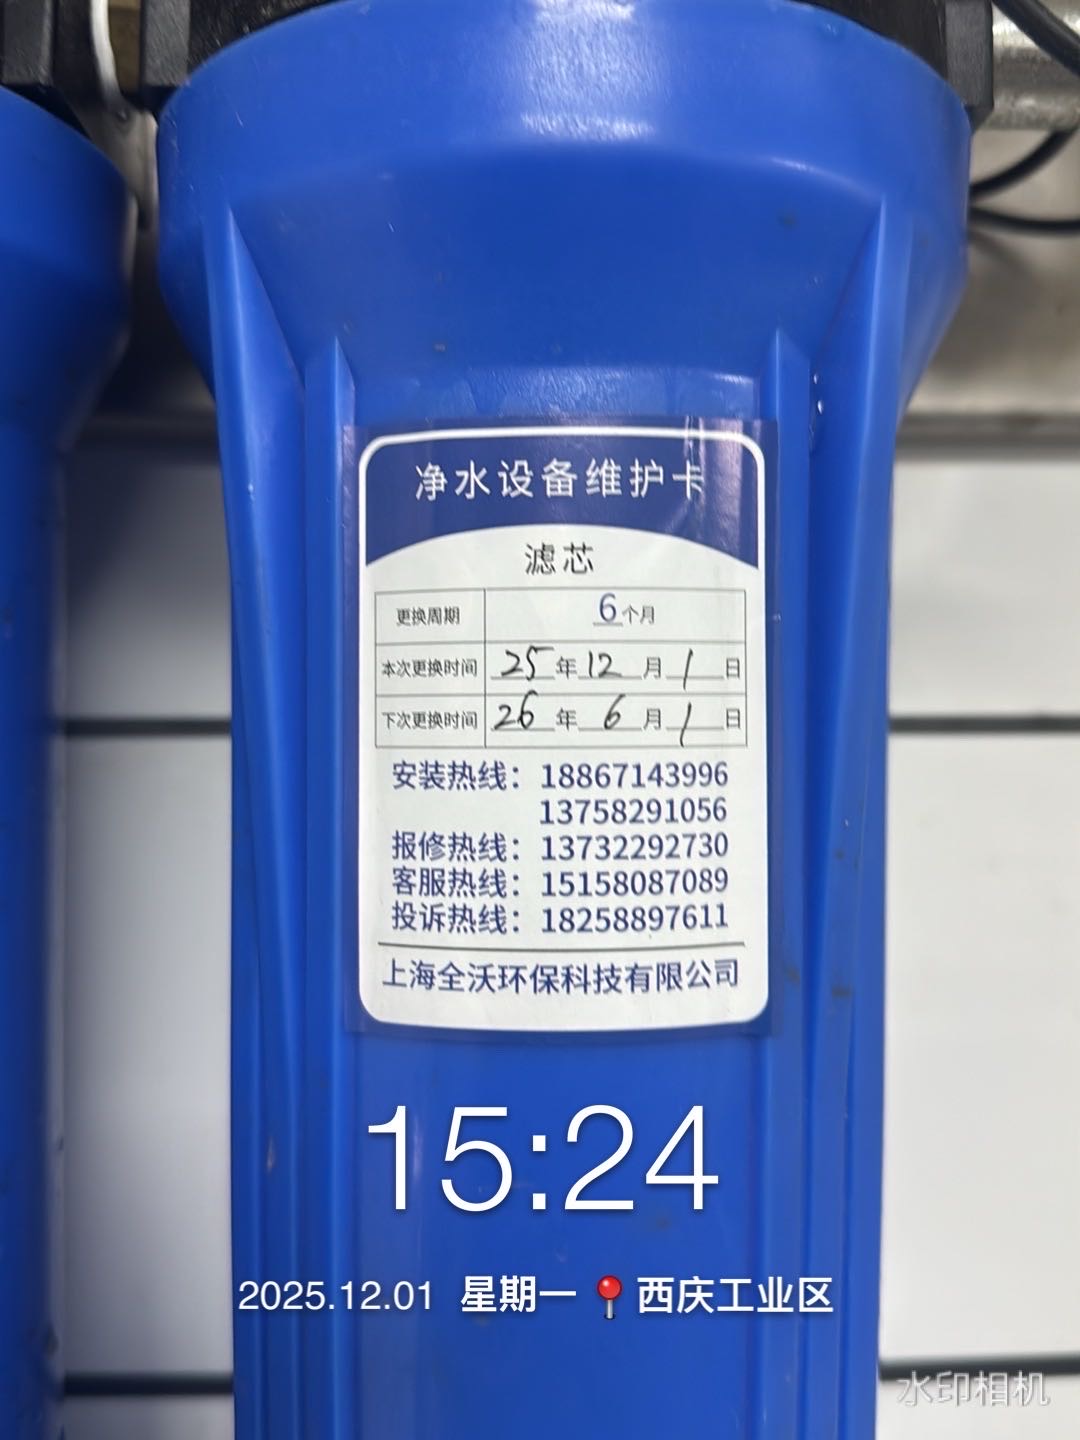 净水设备维护卡
滤芯
更换周期 6个月
本次更换时间 25年12月1日
下次更换时间 26年6月1日
安装热线：18867143996
13758291056
报修热线：13732292730
客服热线：15158087089
投诉热线：18258897611
上海全沃环保科技有限公司
15:24
2025.12.01 星期一 📍西庆工业区
水印相机